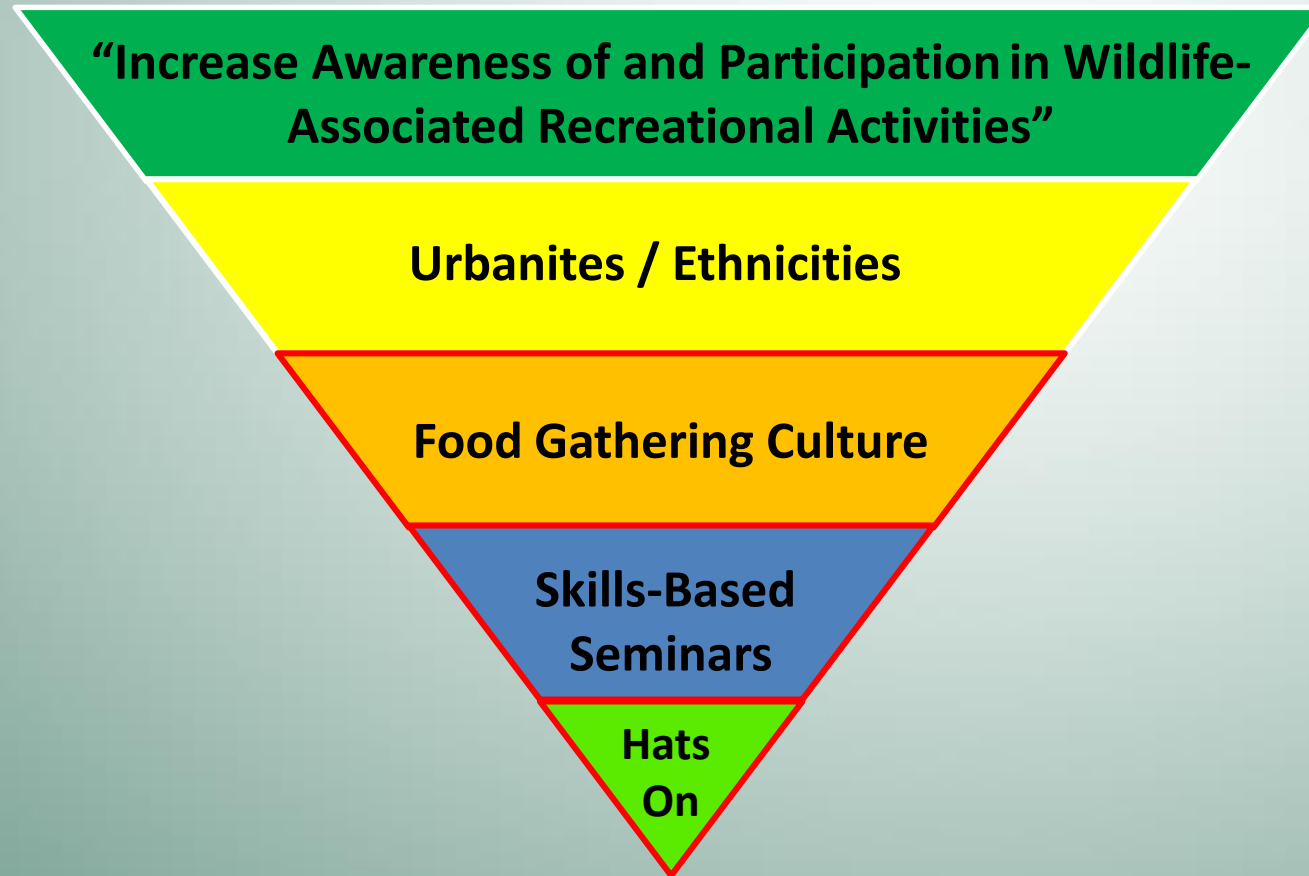 “Increase Awareness of and Participation in Wildlife-
Associated Recreational Activities”
Urbanites / Ethnicities
Food Gathering Culture
Skills-Based
Seminars
Hats
On